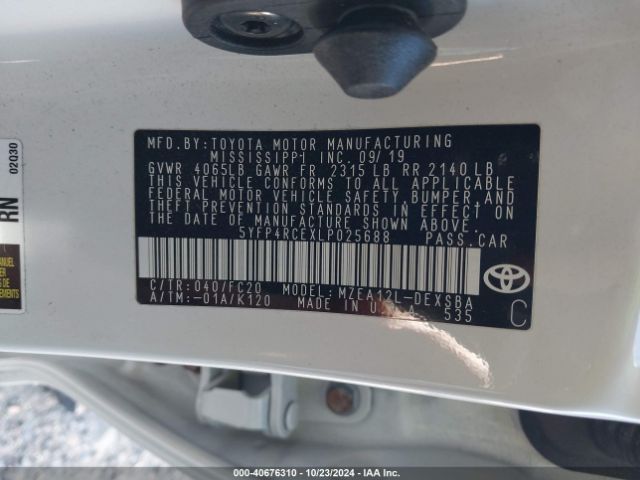 MFD.BY: TOYOTA MOTOR MANUFACTURING
MISSISSIPPI INC. 09/19
GVWR 4065LB GAWR FR 2315 LB RR 2140 LB
THIS VEHICLE CONFORMS TO ALL APPLICABLE
FEDERAL MOTOR VEHICLE SAFETY, BUMPER, AND
THEFT PREVENTION STANDARDS IN EFFECT ON
THE DATE OF MANUFACTURE SHOWN ABOVE.
5YFP4RCEXLP025688 PASS.CAR
C/TR: 040/FC20 MODEL: MZEA12L-DEXSBA
A/TM:-01A/K120 MADE IN U.S.A. 535
C
RN
02Q30
000-40676310 - 10/23/2024 - IAA Inc.